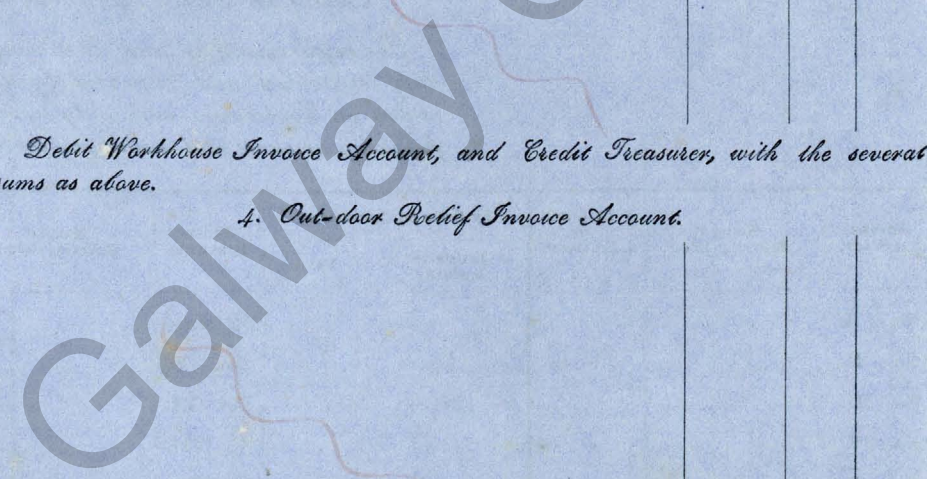 Debit Workhouse Invoice Account, and Credit Treasurer, with the several
ums as above.
4. Out-door Relief Invoice Account.
Galway